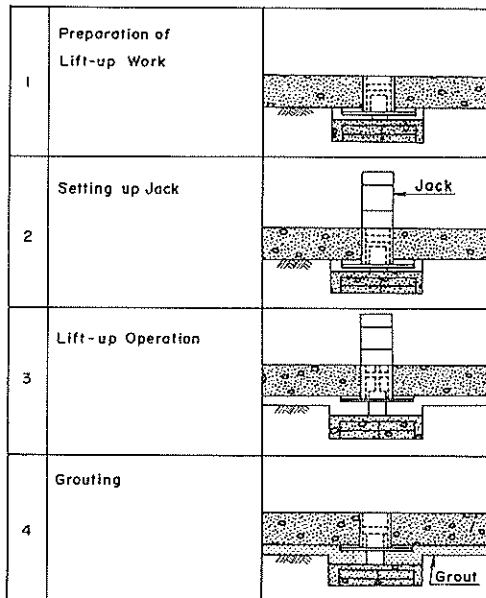 1
Preparation of
Lift-up Work
2
Setting up Jack
Jack
3
Lift-up Operation
4
Grouting
Grout